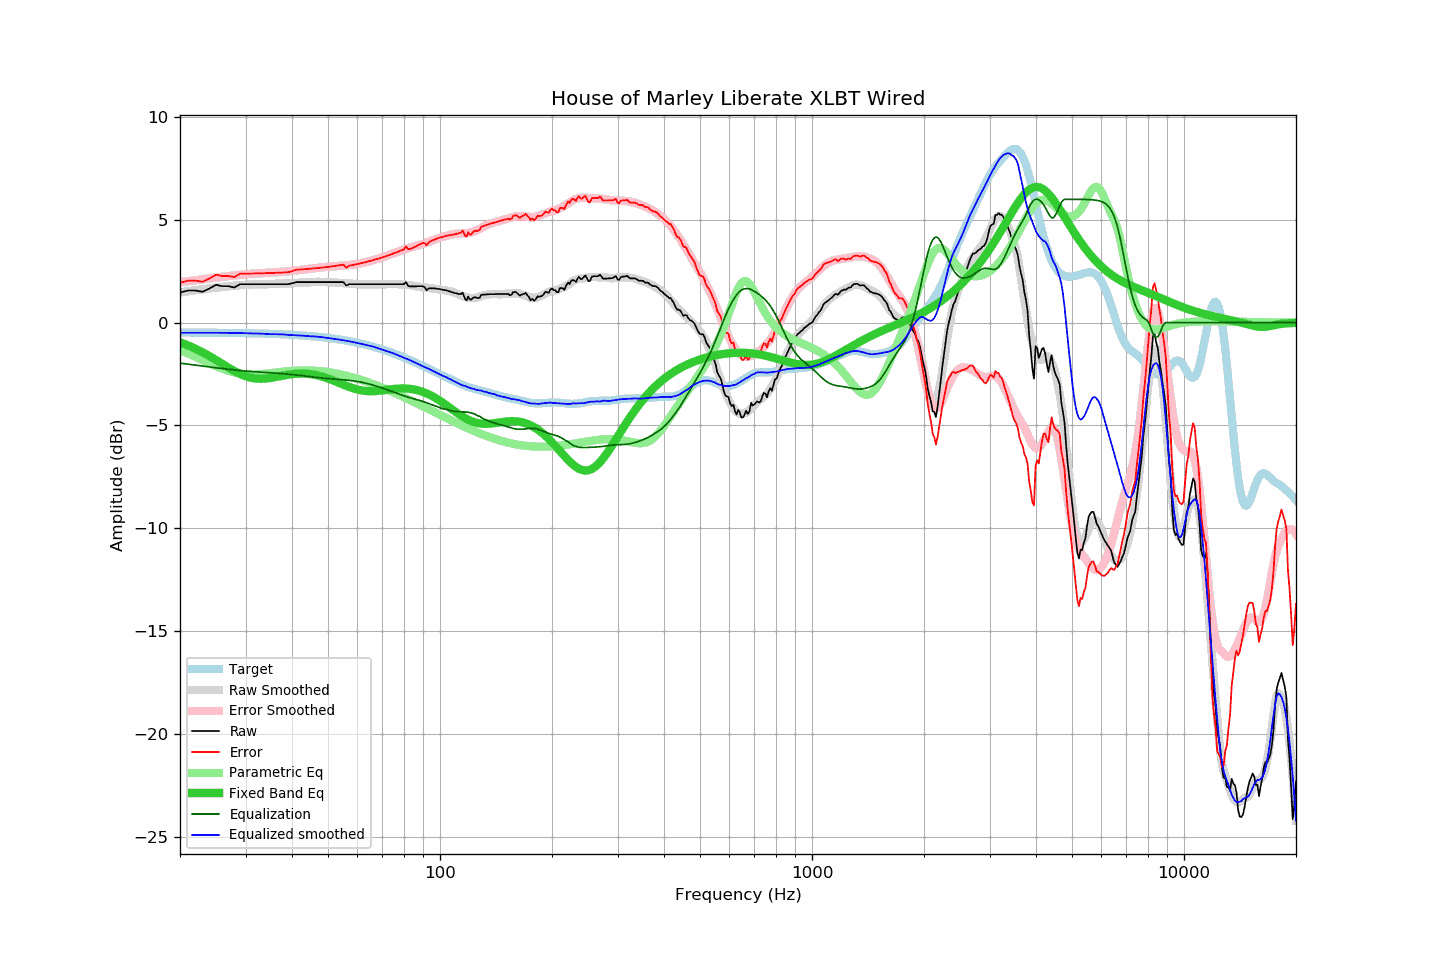 House of Marley Liberate XLBT Wired
10
5
0
−5
−10
−15
−20
−25
Amplitude (dBr)
Target
Raw Smoothed
Error Smoothed
Raw
Error
Parametric Eq
Fixed Band Eq
Equalization
Equalized smoothed
100
1000
10000
Frequency (Hz)